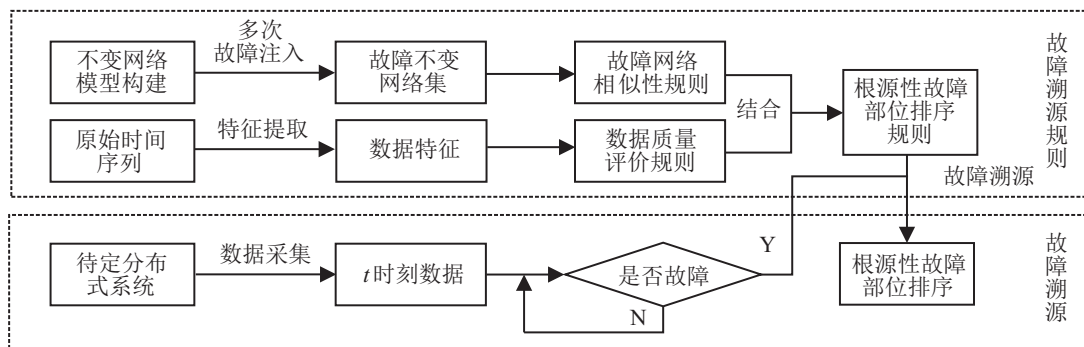 不变网络
模型构建
多次
故障注入
故障不变
网络集
故障网络
相似性规则
原始时间
序列
特征提取
数据特征
数据质量
评价规则
结合
根源性故障
部位排序
规则
故障溯源规则
故障溯源
待定分布
式系统
数据采集
t时刻数据
是否故障
Y
N
根源性故障
部位排序
故障溯源